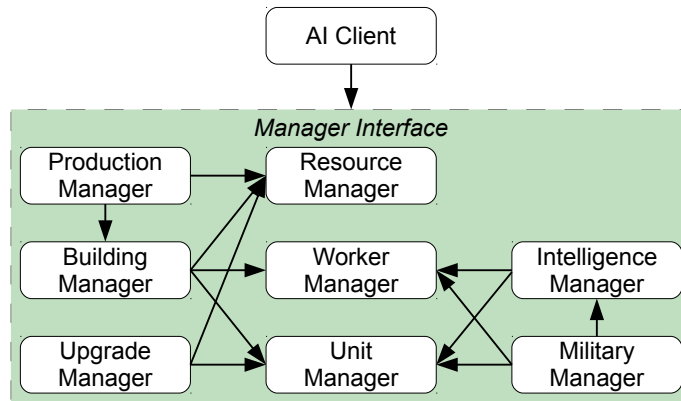 AI Client
Manager Interface
Production
Manager
Resource
Manager
Building
Manager
Worker
Manager
Intelligence
Manager
Upgrade
Manager
Unit
Manager
Military
Manager